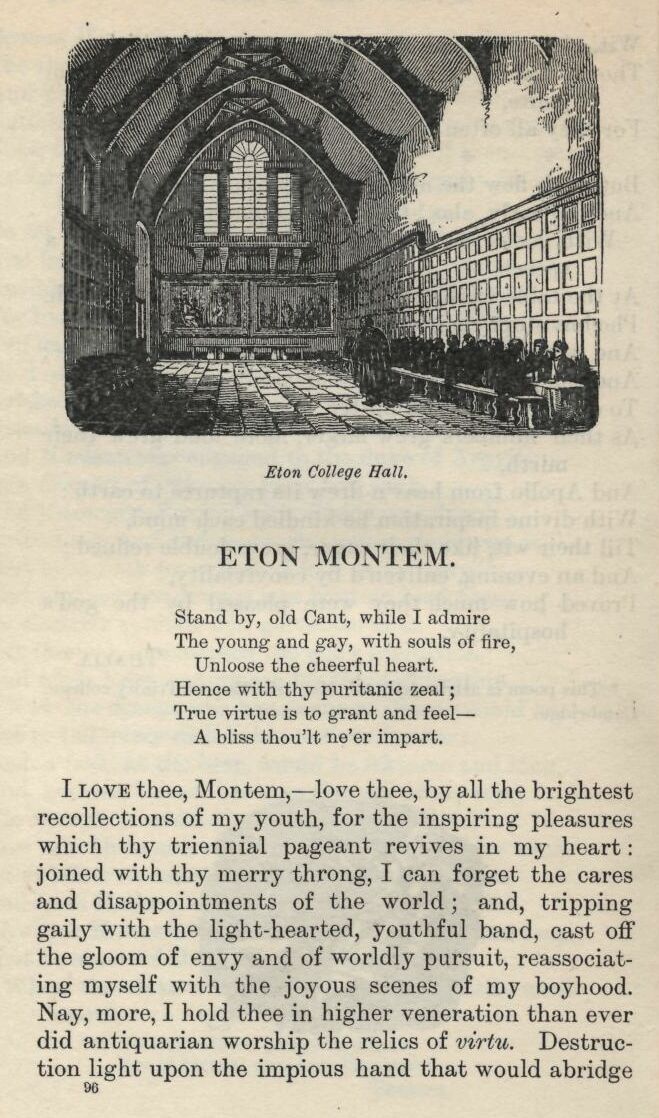 Eton College Hall.
ETON MONTEM.
Stand by, old Cant, while I admire
The young and gay, with souls of fire,
Unloose the cheerful heart.
Hence with thy puritanic zeal ;
True virtue is to grant and feel—
A bliss thou'lt ne'er impart.
I LOVE thee, Montem,—love thee, by all the brightest
recollections of my youth, for the inspiring pleasures
which thy triennial pageant revives in my heart :
joined with thy merry throng, I can forget the cares
and disappointments of the world ; and, tripping
gaily with the light-hearted, youthful band, cast off
the gloom of envy and of worldly pursuit, reassociat-
ing myself with the joyous scenes of my boyhood.
Nay, more, I hold thee in higher veneration than ever
did antiquarian worship the relics of virtu. Destruc-
tion light upon the impious hand that would abridge
96